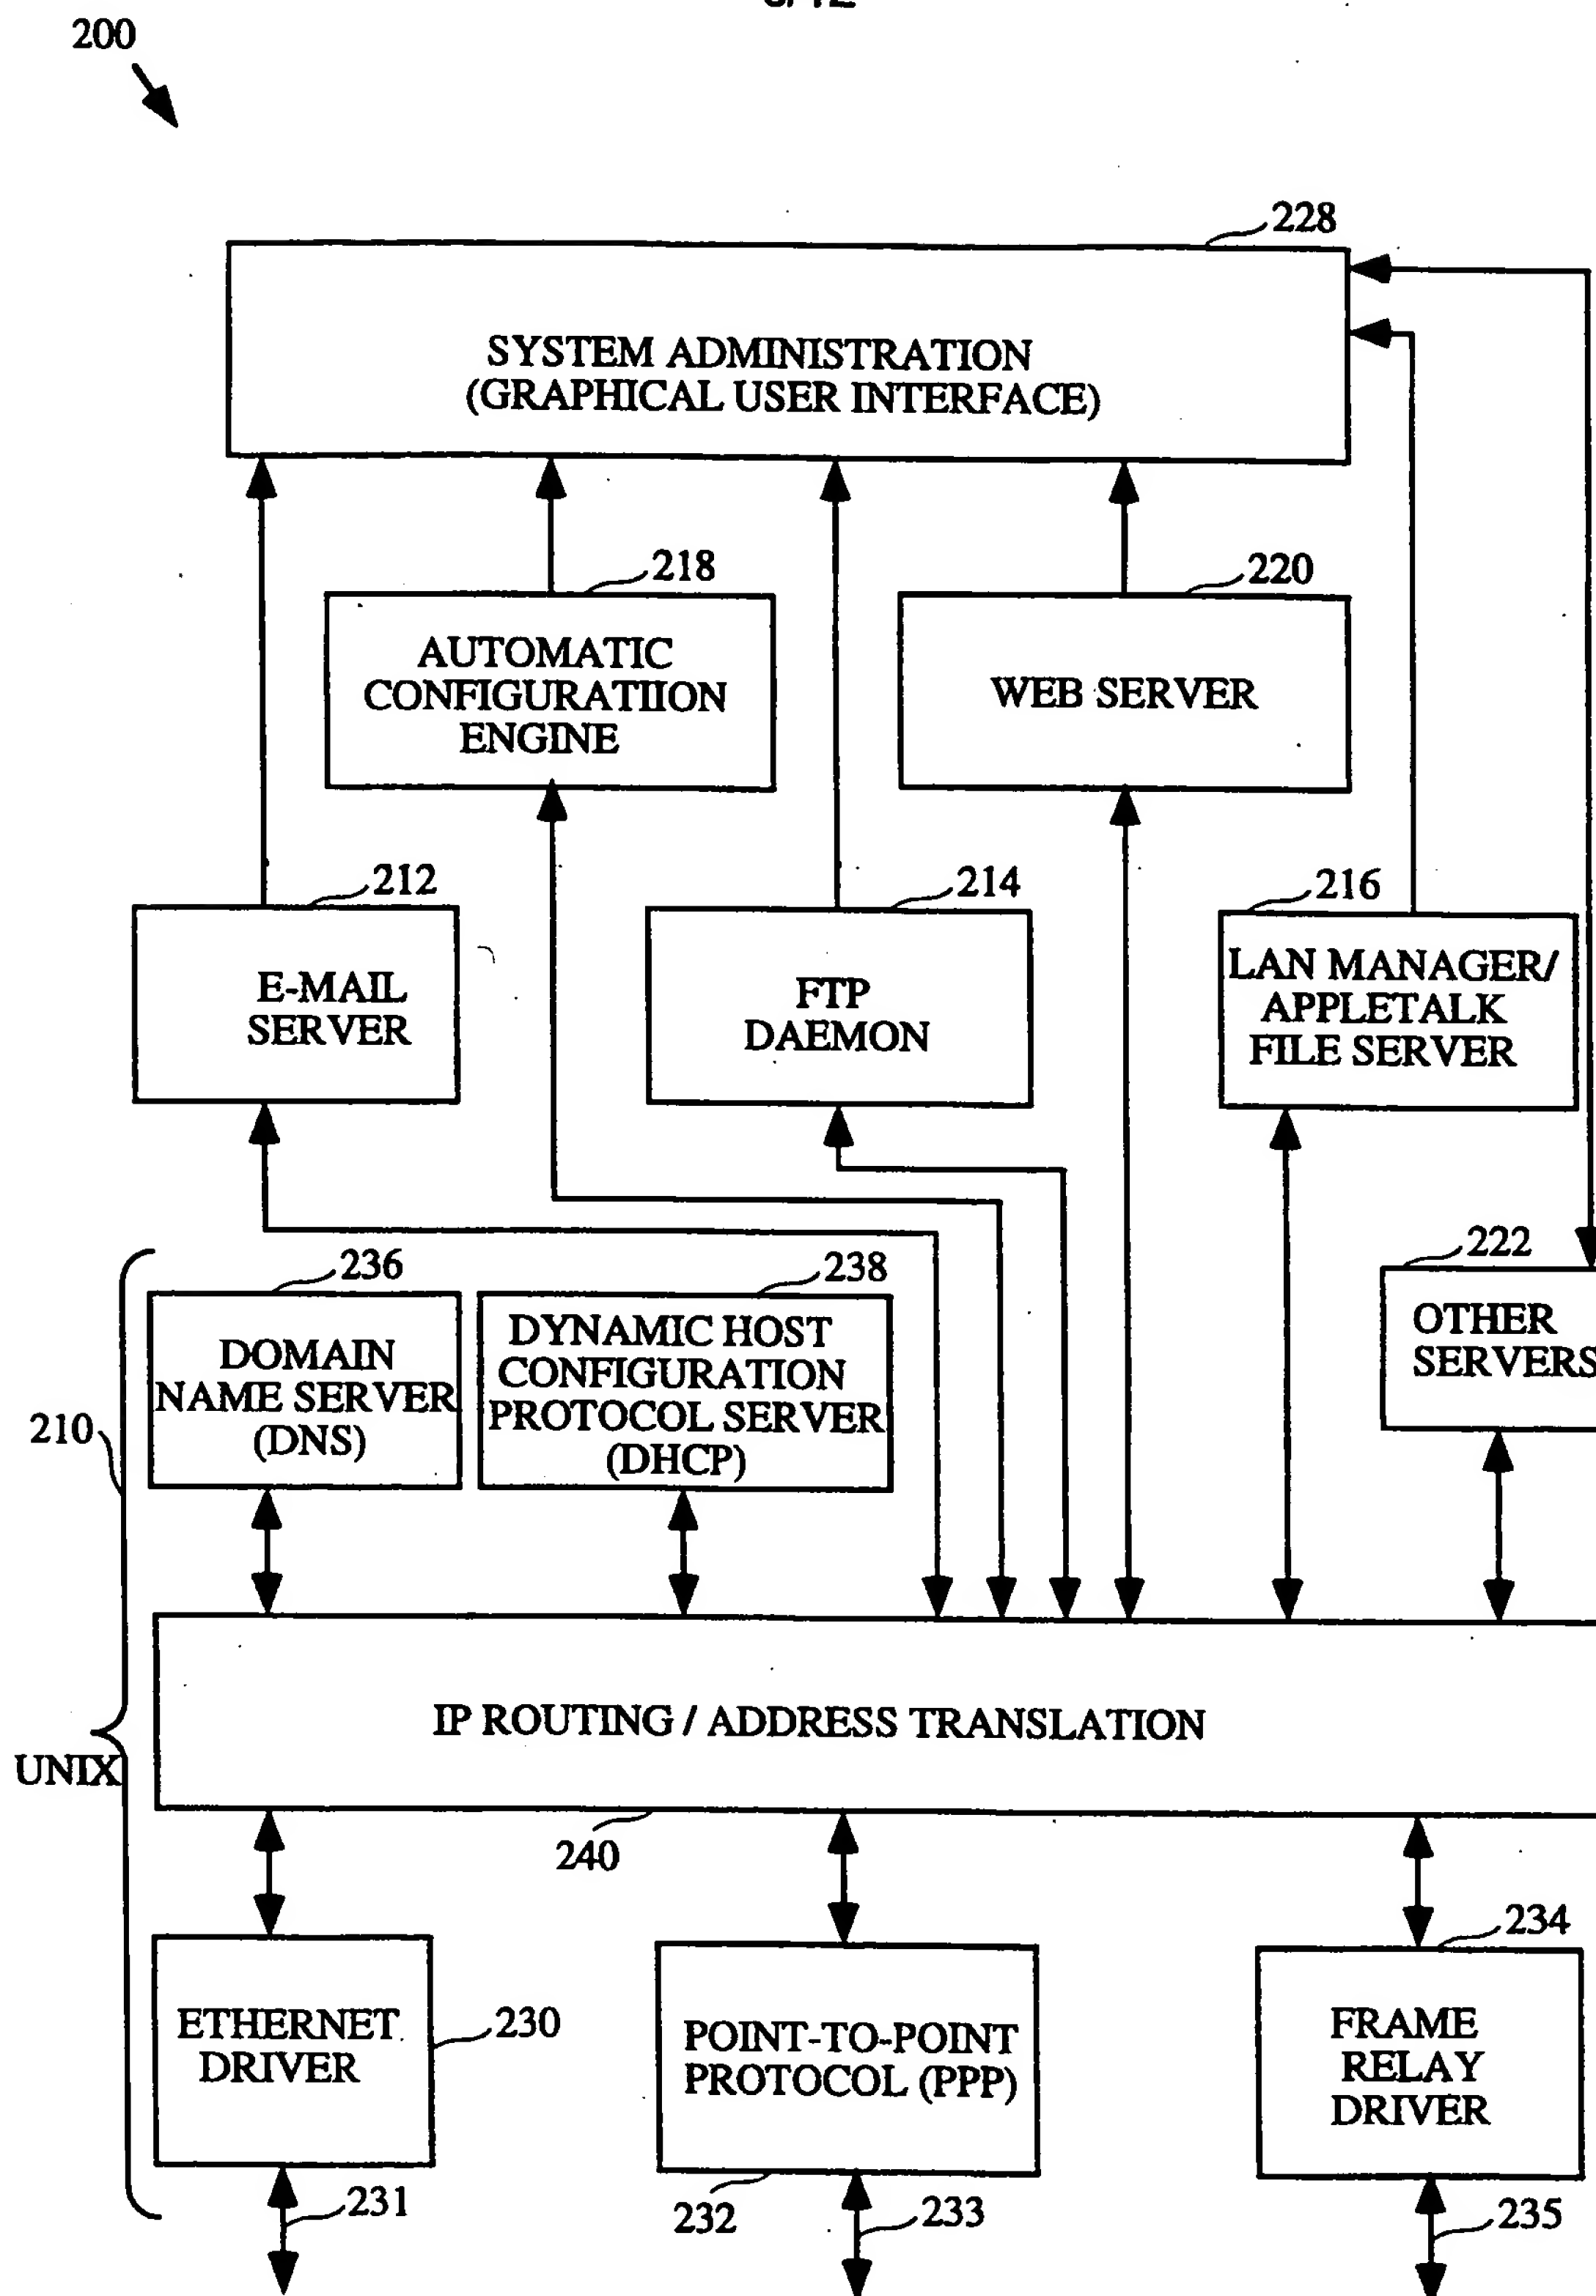 200
228
SYSTEM ADMINISTRATION
(GRAPHICAL USER INTERFACE)
218
220
AUTOMATIC
CONFIGURATIION
ENGINE
WEB SERVER
212
214
216
E-MAIL
SERVER
FTP
DAEMON
LAN MANAGER/
APPLETALK
FILE SERVER
236
238
222
DOMAIN
NAME SERVER
(DNS)
DYNAMIC HOST
CONFIGURATION
PROTOCOL SERVER
(DHCP)
OTHER
SERVERS
210
IP ROUTING / ADDRESS TRANSLATION
UNIX
240
234
ETHERNET
DRIVER
230
POINT-TO-POINT
PROTOCOL (PPP)
FRAME
RELAY
DRIVER
231
232
233
235